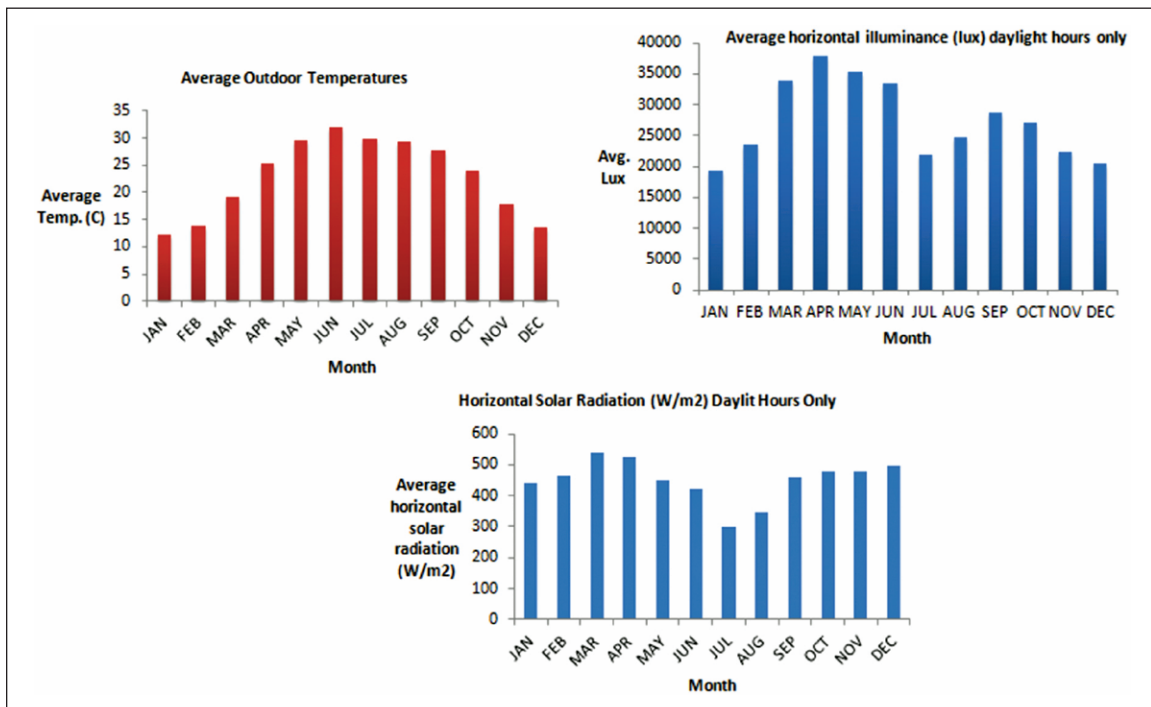 Average Outdoor Temperatures
35
30
25
20
15
10
5
0
Average
Temp. (C)
JAN FEB MAR APR MAY JUN JUL AUG SEP OCT NOV DEC
Month
Average horizontal illuminance (lux) daylight hours only
40000
35000
30000
25000
20000
15000
10000
5000
0
Avg.
Lux
JAN FEB MAR APR MAY JUN JUL AUG SEP OCT NOV DEC
Month
Horizontal Solar Radiation (W/m2) Daylit Hours Only
600
500
400
300
200
100
0
Average
horizontal
solar
radiation
(W/m2)
JAN FEB MAR APR MAY JUN JUL AUG SEP OCT NOV DEC
Month